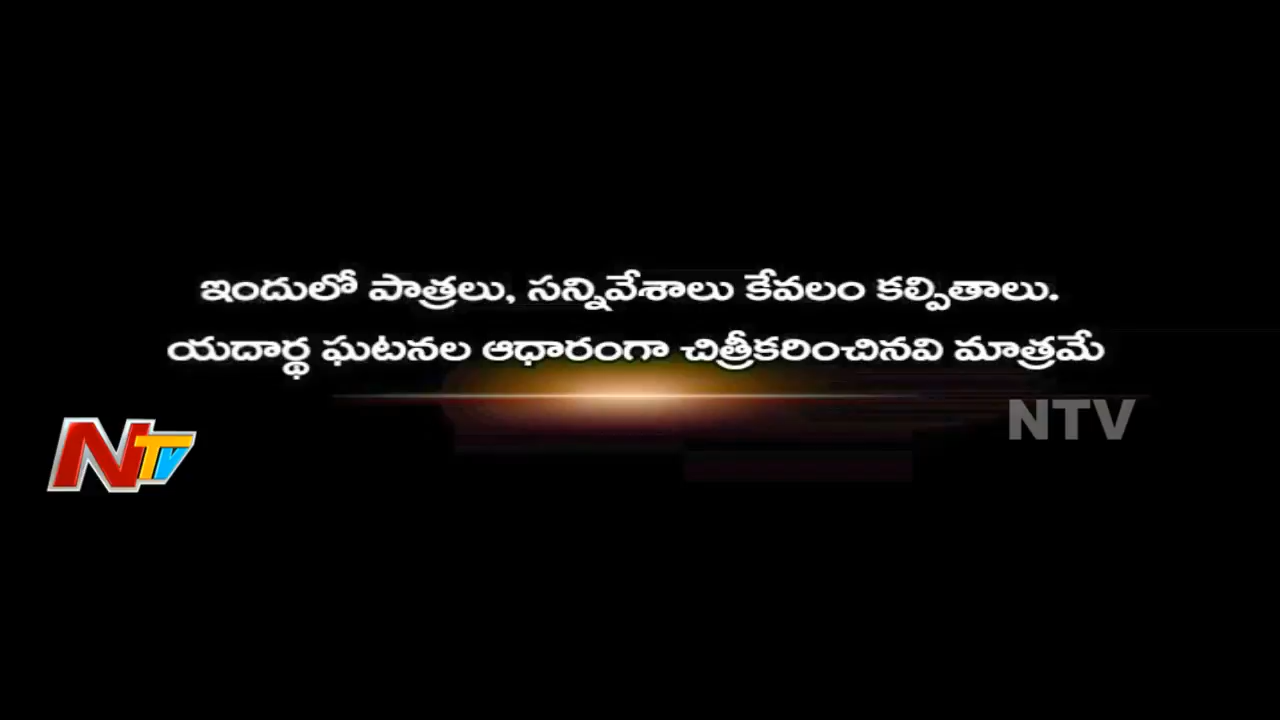 ఇందులో పాత్రలు, సన్నివేశాలు కేవలం కల్పితాలు.
యదార్థ ఘటనల ఆధారంగా చిత్రీకరించినవి మాత్రమే
NTV
NTV